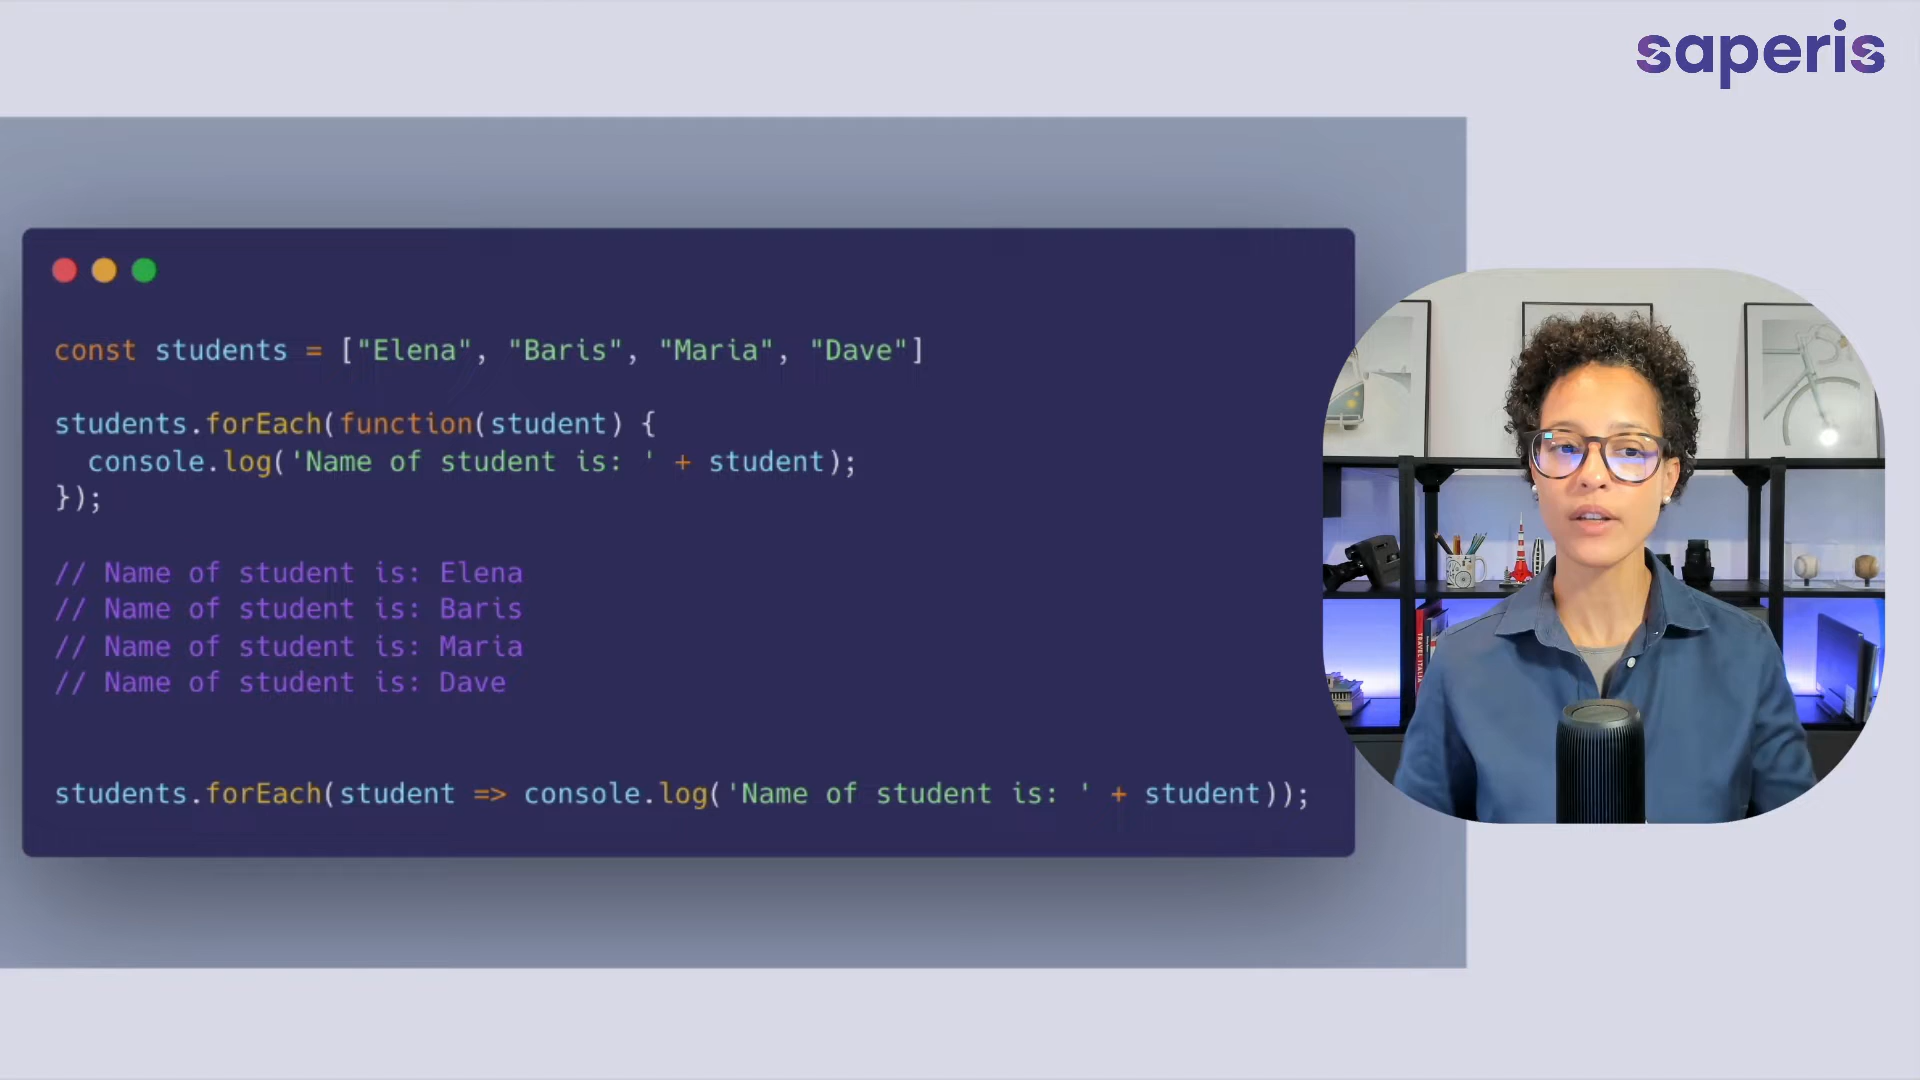 saperis
const students = ["Elena", "Baris", "Maria", "Dave"]
students.forEach(function(student) {
  console.log('Name of student is: ' + student);
});
// Name of student is: Elena
// Name of student is: Baris
// Name of student is: Maria
// Name of student is: Dave
students.forEach(student => console.log('Name of student is: ' + student));